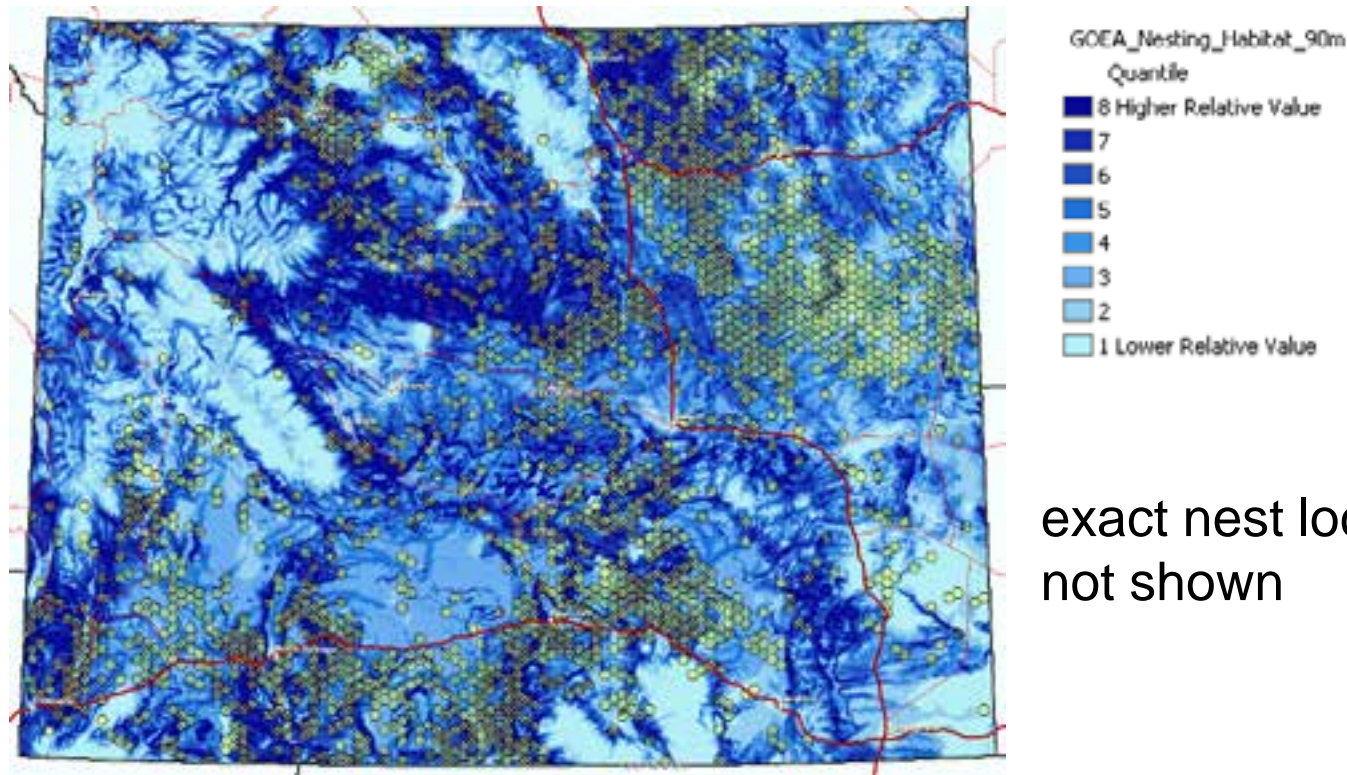 GOEA_Nesting_Habitat_90m
Quantile
8 Higher Relative Value
7
6
5
4
3
2
1 Lower Relative Value
exact nest loc
not shown